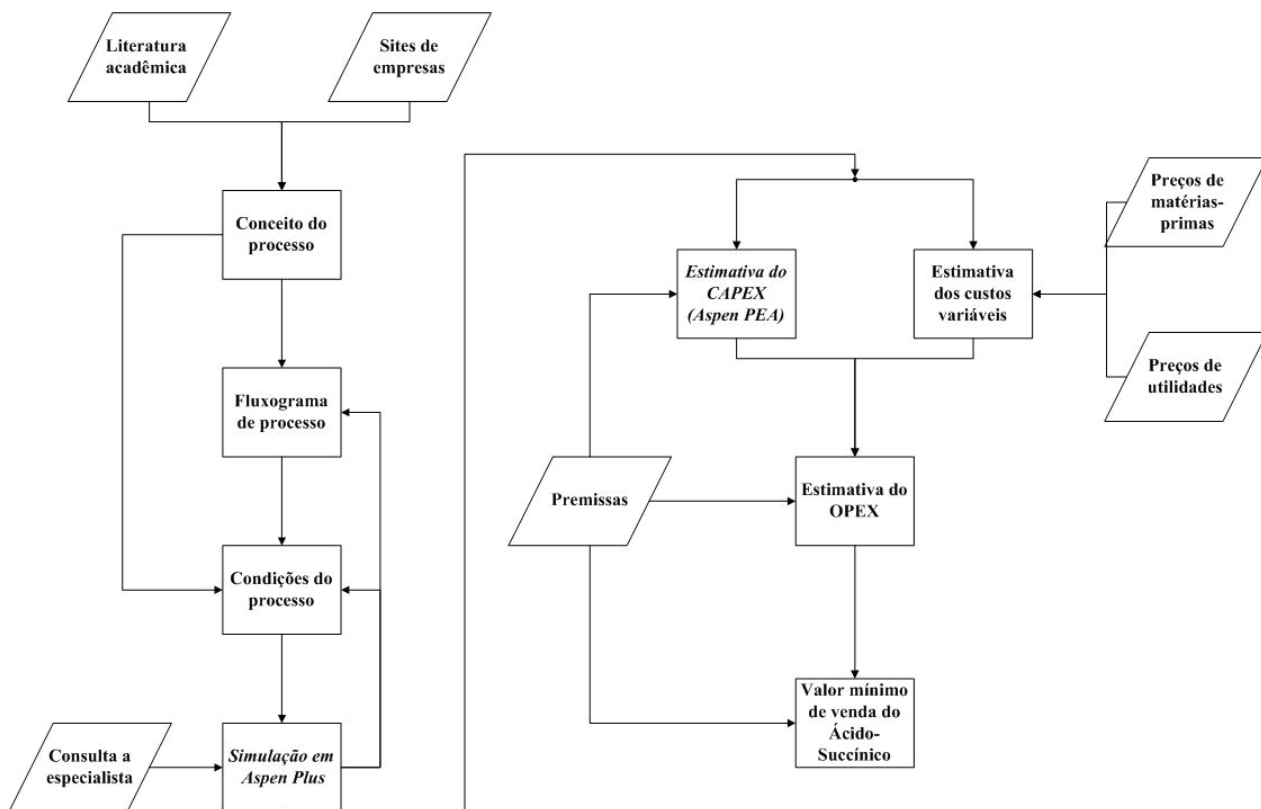 Literatura
acadêmica
Sites de
empresas
Conceito do
processo
Fluxograma
de processo
Condições do
processo
Consulta a
especialista
Simulação em
Aspen Plus
Estimativa do
CAPEX
(Aspen PEA)
Estimativa
dos custos
variáveis
Preços de
matérias-
primas
Preços de
utilidades
Premissas
Estimativa do
OPEX
Valor mínimo
de venda do
Ácido-
Succínico